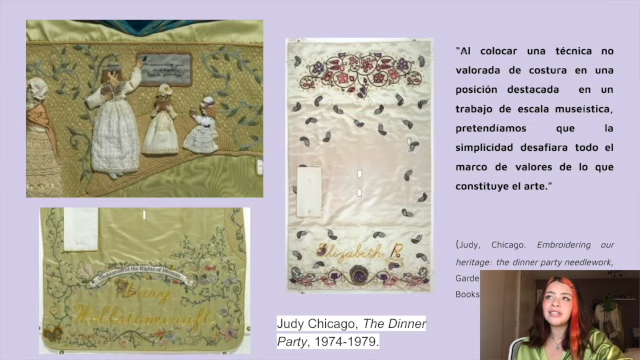 "Al colocar una técnica no
valorada de costura en una
posición destacada en un
trabajo de escala museística,
pretendíamos que la
simplicidad desafiara todo el
marco de valores de lo que
constituye el arte."
(Judy, Chicago. Embroidering our
heritage: the dinner party needlework,
Books
Elizabeth R
Mary
Wollstonecraft
Judy Chicago, The Dinner
Party, 1974-1979.